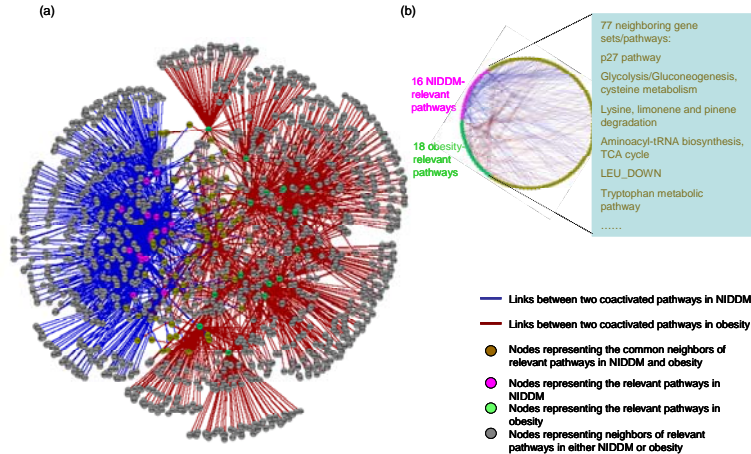 (a)
(b)
77 neighboring gene
sets/pathways:
p27 pathway
Glycolysis/Gluconeogenesis,
cysteine metabolism
Lysine, limonene and pinene
degradation
Aminoacyl-tRNA biosynthesis,
TCA cycle
LEU_DOWN
Tryptophan metabolic
pathway
……
16 NIDDM-
relevant
pathways
18 obesity-
relevant
pathways
Links between two coactivated pathways in NIDDM
Links between two coactivated pathways in obesity
Nodes representing the common neighbors of
relevant pathways in NIDDM and obesity
Nodes representing the relevant pathways in
NIDDM
Nodes representing the relevant pathways in
obesity
Nodes representing neighbors of relevant
pathways in either NIDDM or obesity